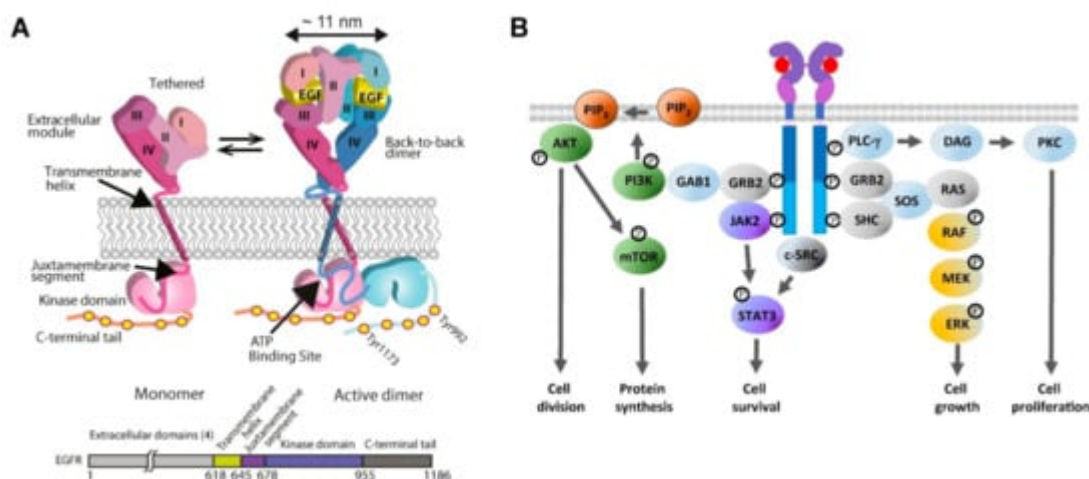 A
~ 11 nm
Tethered
Extracellular
module
III
II
I
IV
I
II
I
EGF
EGF
III
II
III
IV
IV
Back-to-back
dimer
Transmembrane
helix
Juxtamembrane
segment
Kinase domain
C-terminal tail
ATP
Binding Site
Tyr1173
Tyr992
Monomer
Active dimer
Extracellular domains (4)
Transmembrane
helix
Juxtamembrane
segment
Kinase domain
C-terminal tail
EGFR
1
618
645
678
955
1186
B
PIP3
PIP2
AKT
P
PI3K
P
GAB1
GRB2
P
JAK2
P
mTOR
P
STAT3
P
c-SRC
P
PLC-γ
DAG
PKC
P
GRB2
SOS
RAS
P
SHC
RAF
P
MEK
P
ERK
P
Cell
division
Protein
synthesis
Cell
survival
Cell
growth
Cell
proliferation